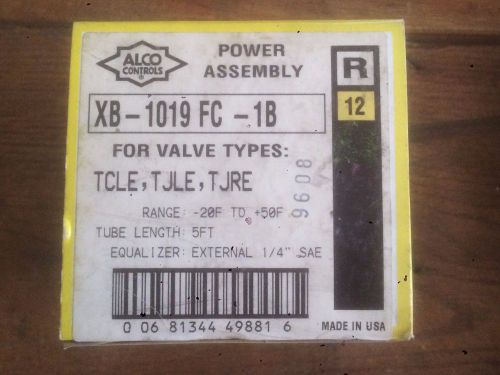 ALCO
CONTROLS
®
POWER
ASSEMBLY
R
12
XB-1019 FC -1B
FOR VALVE TYPES:
TCLE, TJLE, TJRE
9608
RANGE: -20F TO +50F
TUBE LENGTH: 5FT
EQUALIZER: EXTERNAL 1/4" SAE
0 06 81344 49881 6
MADE IN USA